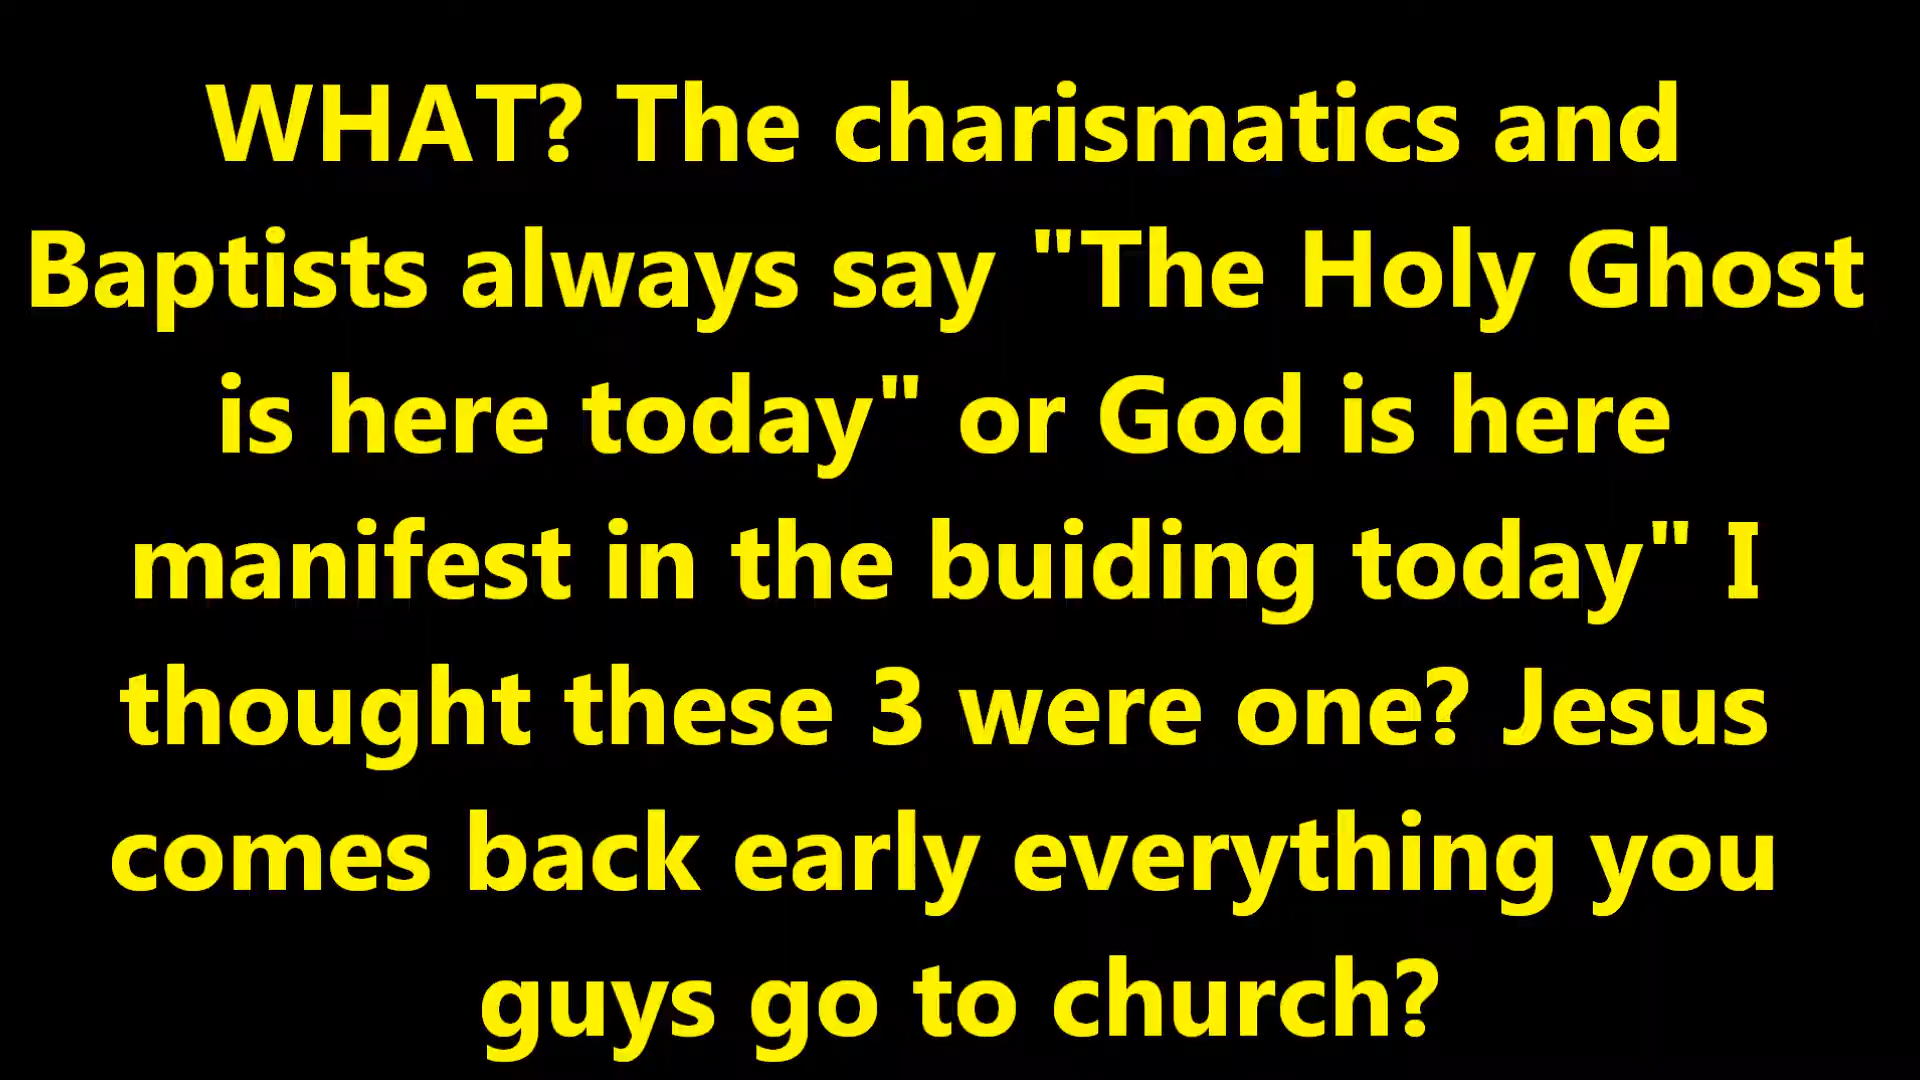 WHAT? The charismatics and
Baptists always say "The Holy Ghost
is here today" or God is here
manifest in the buiding today" I
thought these 3 were one? Jesus
comes back early everything you
guys go to church?